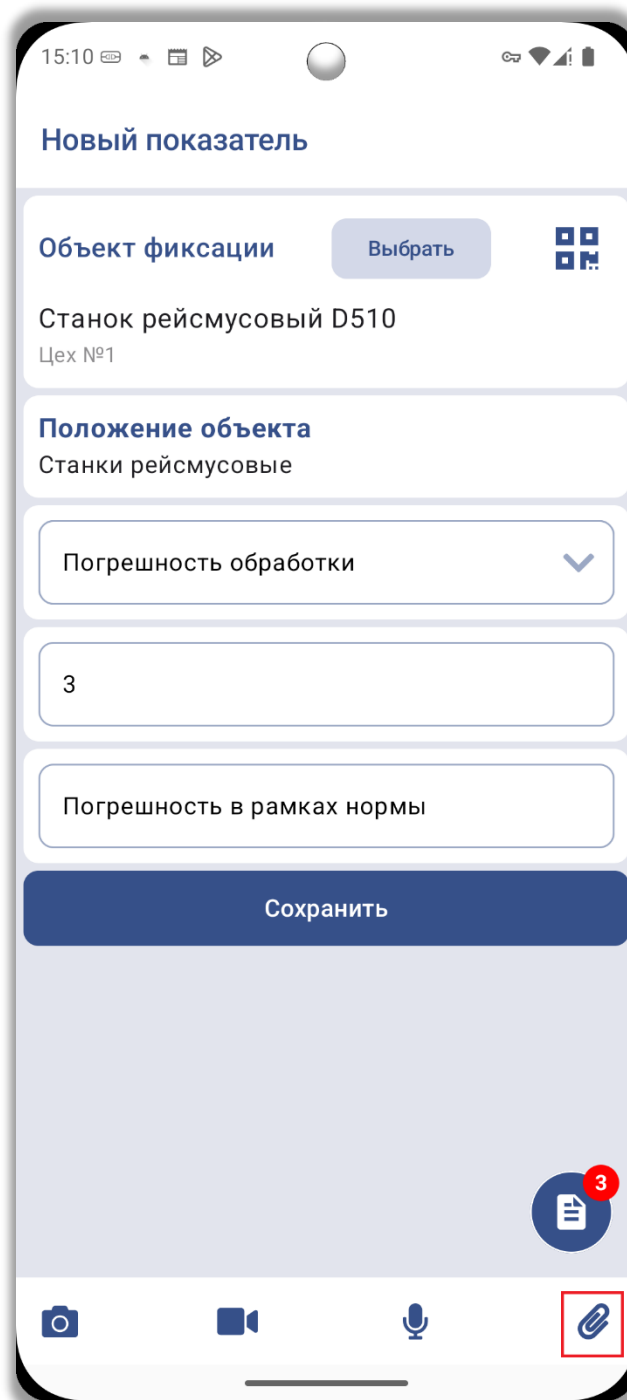 15:10
Новый показатель
Объект фиксации
Выбрать
Станок рейсмусовый D510
Цех №1
Положение объекта
Станки рейсмусовые
Погрешность обработки
3
Погрешность в рамках нормы
Сохранить
3